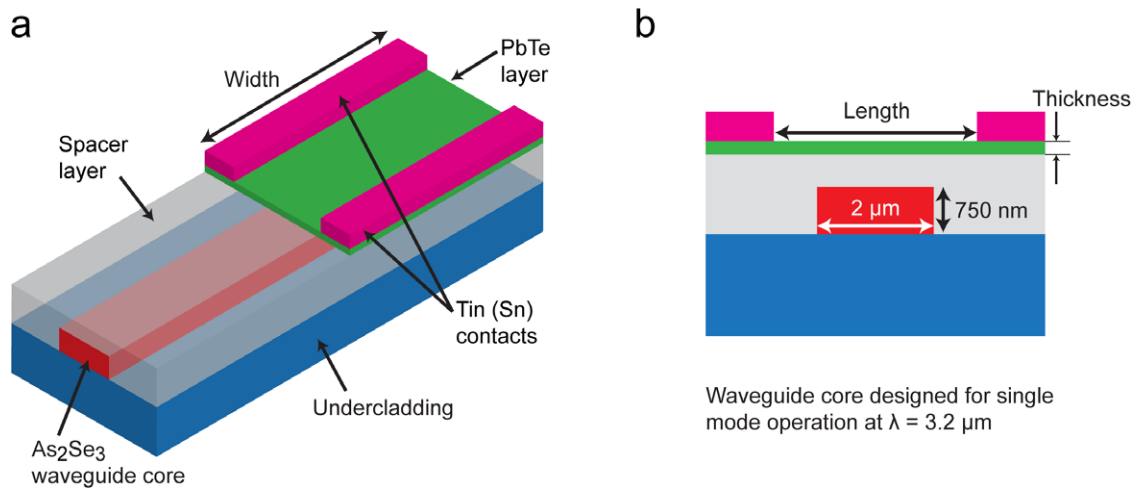 a
Width
PbTe
layer
Spacer
layer
Tin (Sn)
contacts
Undercladding
As2Se3
waveguide core
b
Thickness
Length
2 μm
750 nm
Waveguide core designed for single
mode operation at λ = 3.2 μm